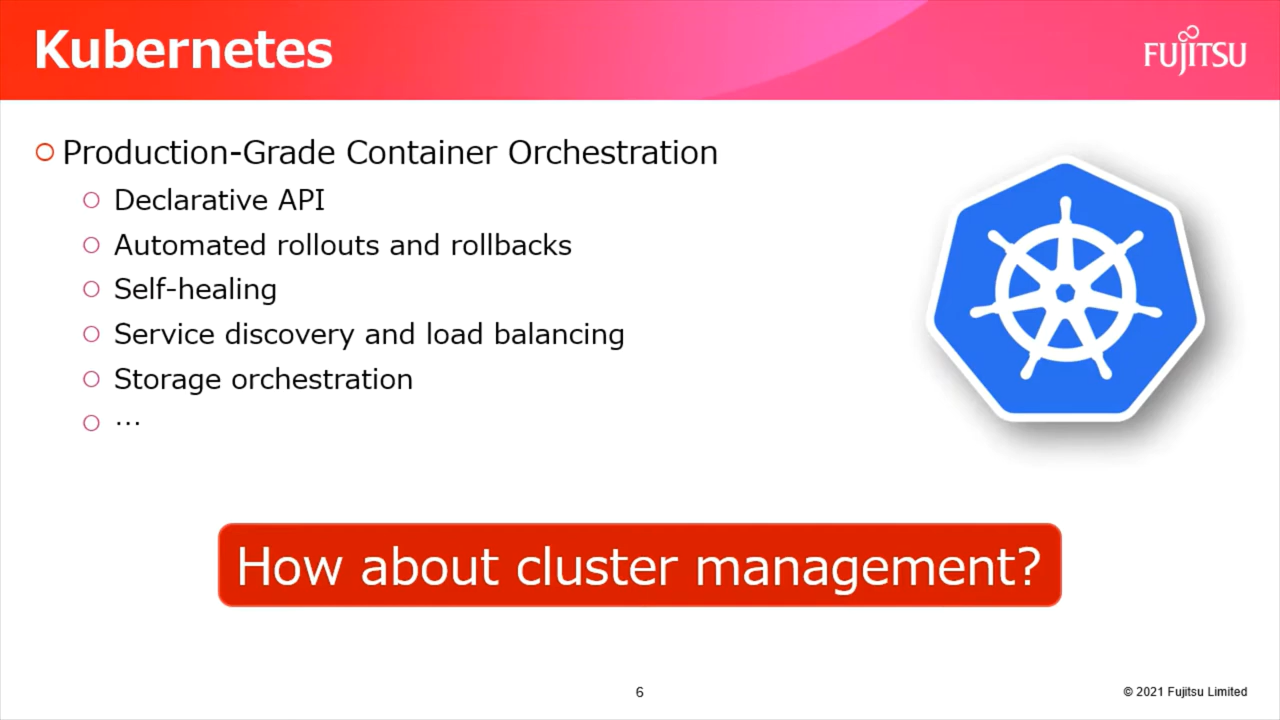 Kubernetes
FUJITSU
Production-Grade Container Orchestration
Declarative API
Automated rollouts and rollbacks
Self-healing
Service discovery and load balancing
Storage orchestration
…
How about cluster management?
6
© 2021 Fujitsu Limited